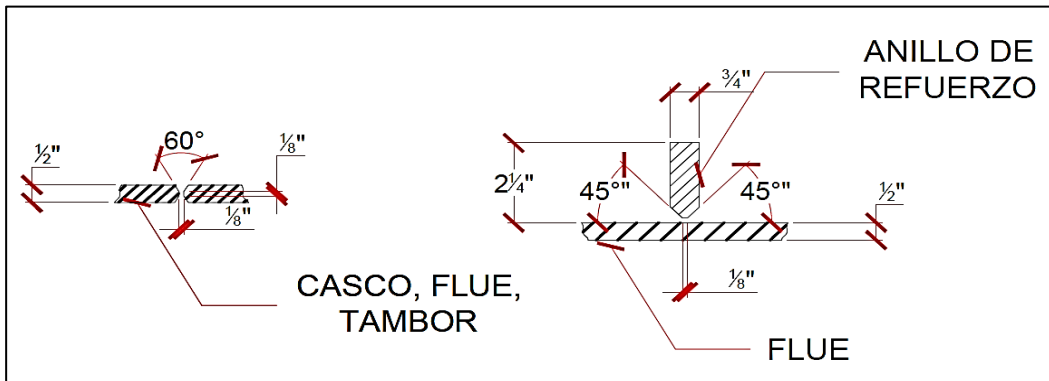 60°
½"
⅛"
⅛"
CASCO, FLUE,
TAMBOR
¾"
ANILLO DE
REFUERZO
2¼"
45°"
45°"
½"
⅛"
FLUE